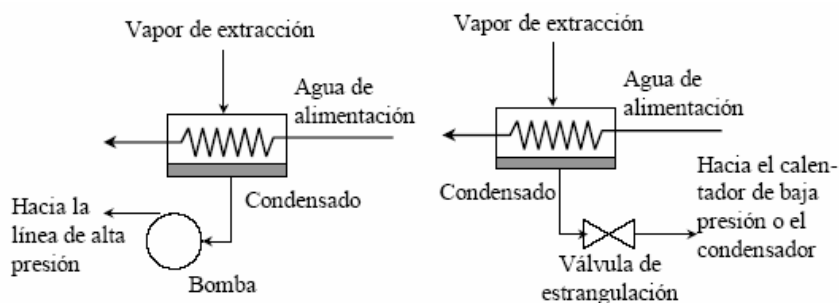 Vapor de extracción
Agua de
alimentación
Condensado
Hacia la
línea de alta
presión
Bomba
Vapor de extracción
Agua de
alimentación
Condensado
Hacia el calen-
tador de baja
presión o el
condensador
Válvula de
estrangulación